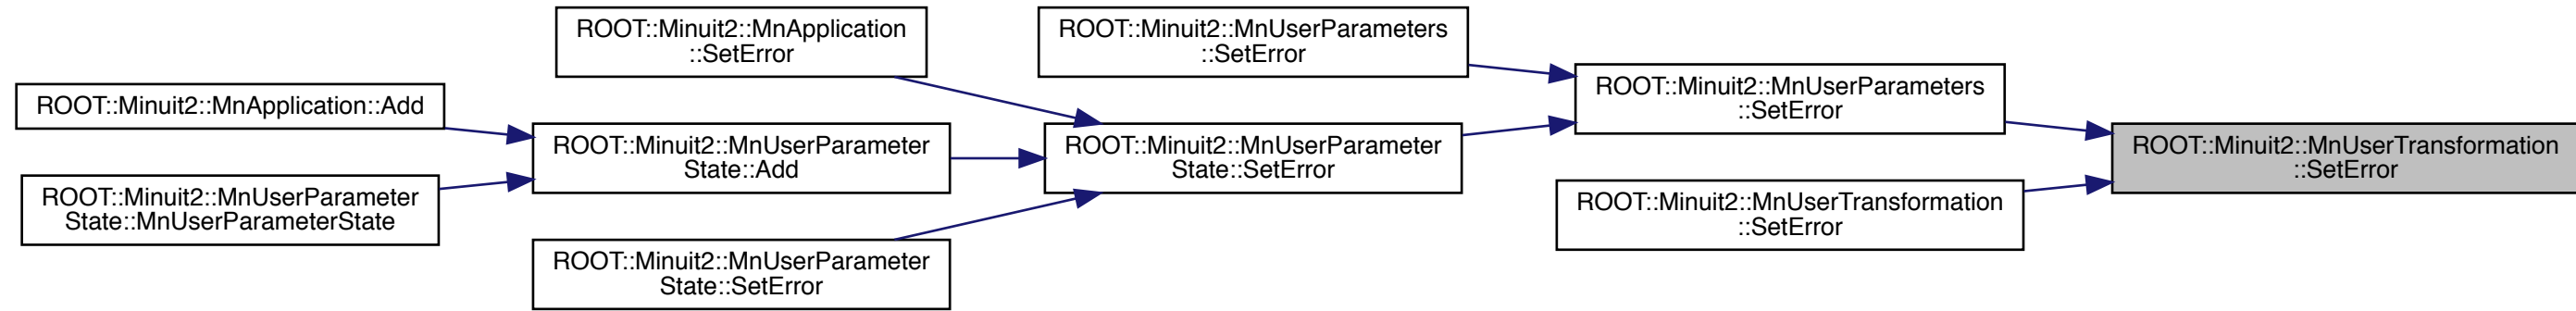 ROOT::Minuit2::MnApplication::Add
ROOT::Minuit2::MnUserParameter
State::MnUserParameterState
ROOT::Minuit2::MnApplication
::SetError
ROOT::Minuit2::MnUserParameter
State::Add
ROOT::Minuit2::MnUserParameter
State::SetError
ROOT::Minuit2::MnUserParameters
::SetError
ROOT::Minuit2::MnUserParameter
State::SetError
ROOT::Minuit2::MnUserParameters
::SetError
ROOT::Minuit2::MnUserTransformation
::SetError
ROOT::Minuit2::MnUserTransformation
::SetError